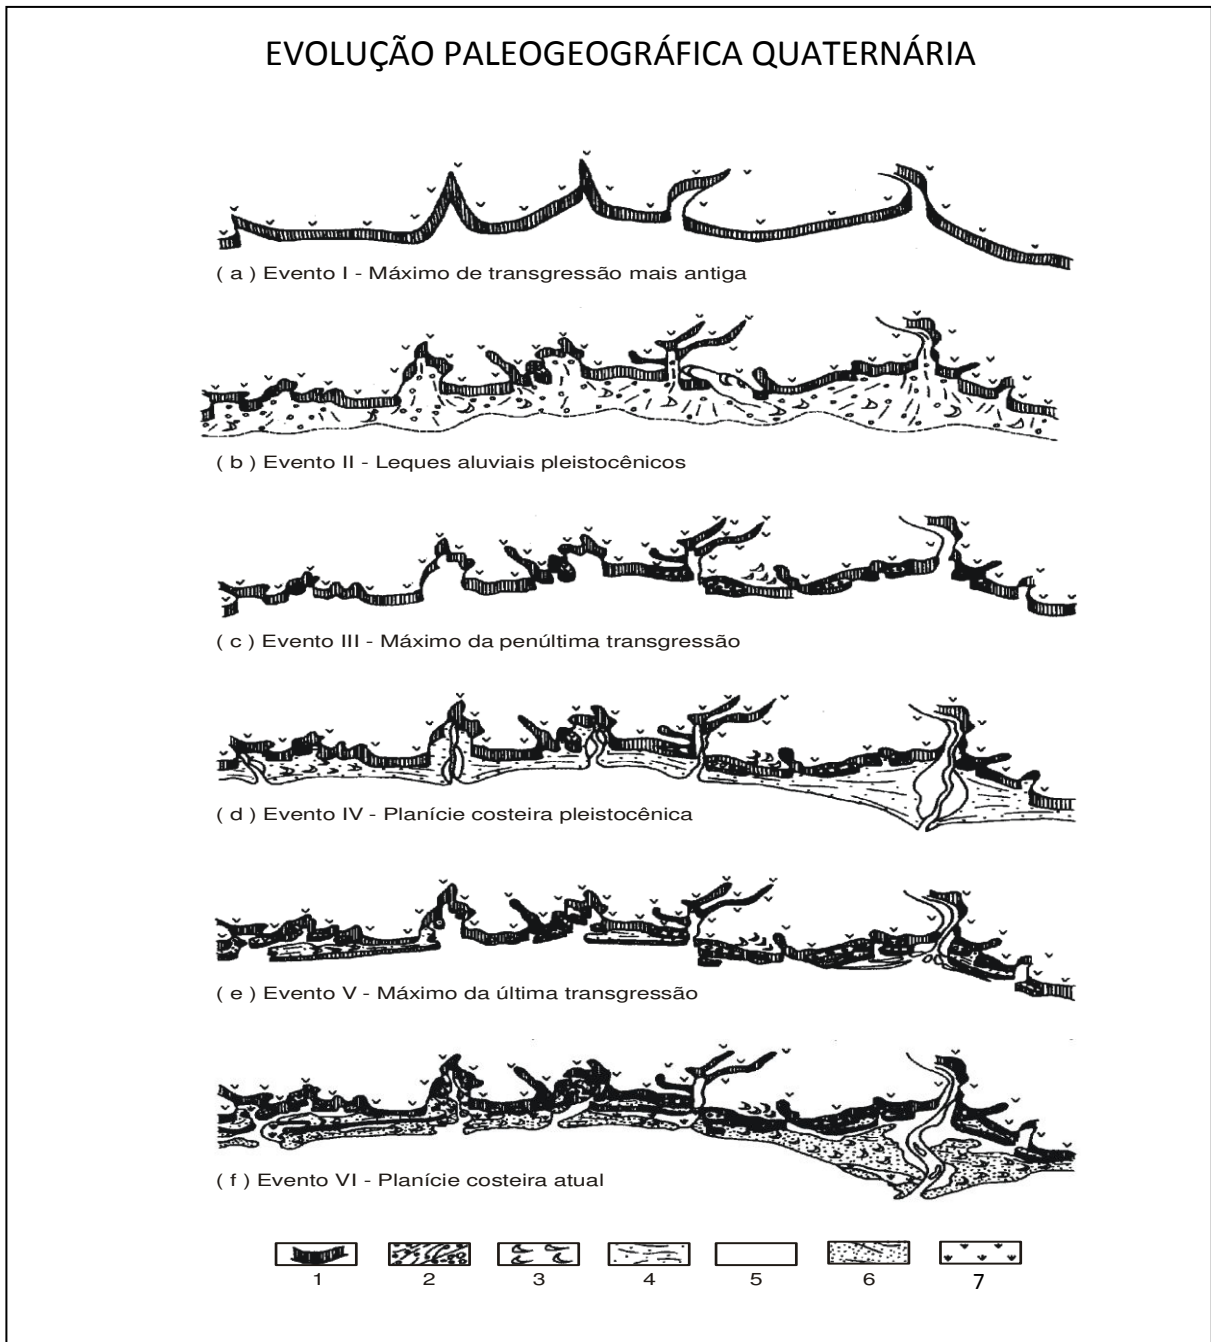 EVOLUÇÃO PALEOGEOGRÁFICA QUATERNÁRIA
( a ) Evento I - Máximo de transgressão mais antiga
( b ) Evento II - Leques aluviais pleistocênicos
( c ) Evento III - Máximo da penúltima transgressão
( d ) Evento IV - Planície costeira pleistocênica
( e ) Evento V - Máximo da última transgressão
( f ) Evento VI - Planície costeira atual
1 2 3 4 5 6 7